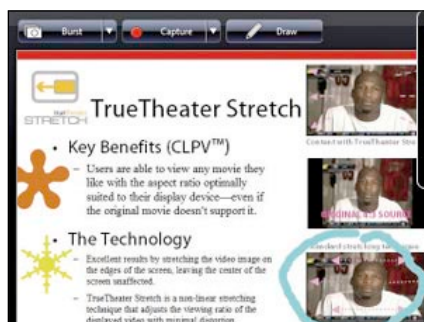 Burst
Capture
Draw
STRETCH
TrueTheater Stretch
• Key Benefits (CLPV™)
– Users are able to view any movie they
like with the aspect ratio optimally
suited to their display device—even if
the original movie doesn't support it.
• The Technology
– Excellent results by stretching the video image on
the edges of the screen, leaving the center of the
screen unaffected.
– TrueTheater Stretch is a non-linear stretching
technique that adjusts the viewing ratio of the
displayed video with minimal distortion
Content with TrueTheater Stre
ORIGINAL 4:3 SOURCE